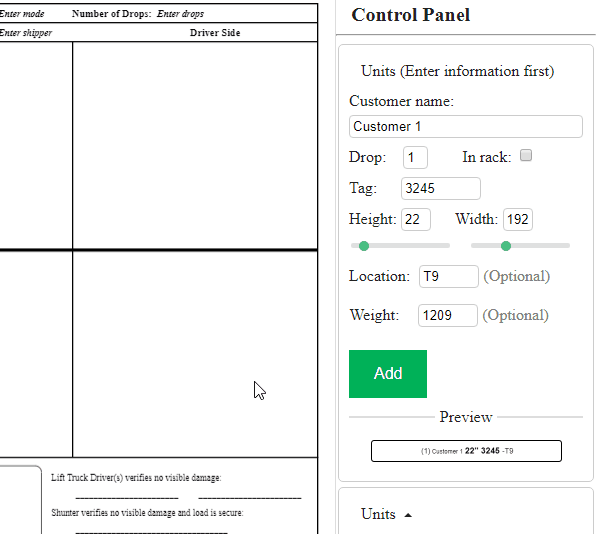 Enter mode Number of Drops: Enter drops
Enter shipper Driver Side
Lift Truck Driver(s) verifies no visible damage:
Shunter verifies no visible damage and load is secure:
Control Panel
Units (Enter information first)
Customer name:
Customer 1
Drop: 1 In rack:
Tag: 3245
Height: 22 Width: 192
Location: T9 (Optional)
Weight: 1209 (Optional)
Add
Preview
(1) Customer 1 22" 3245 -T9
Units